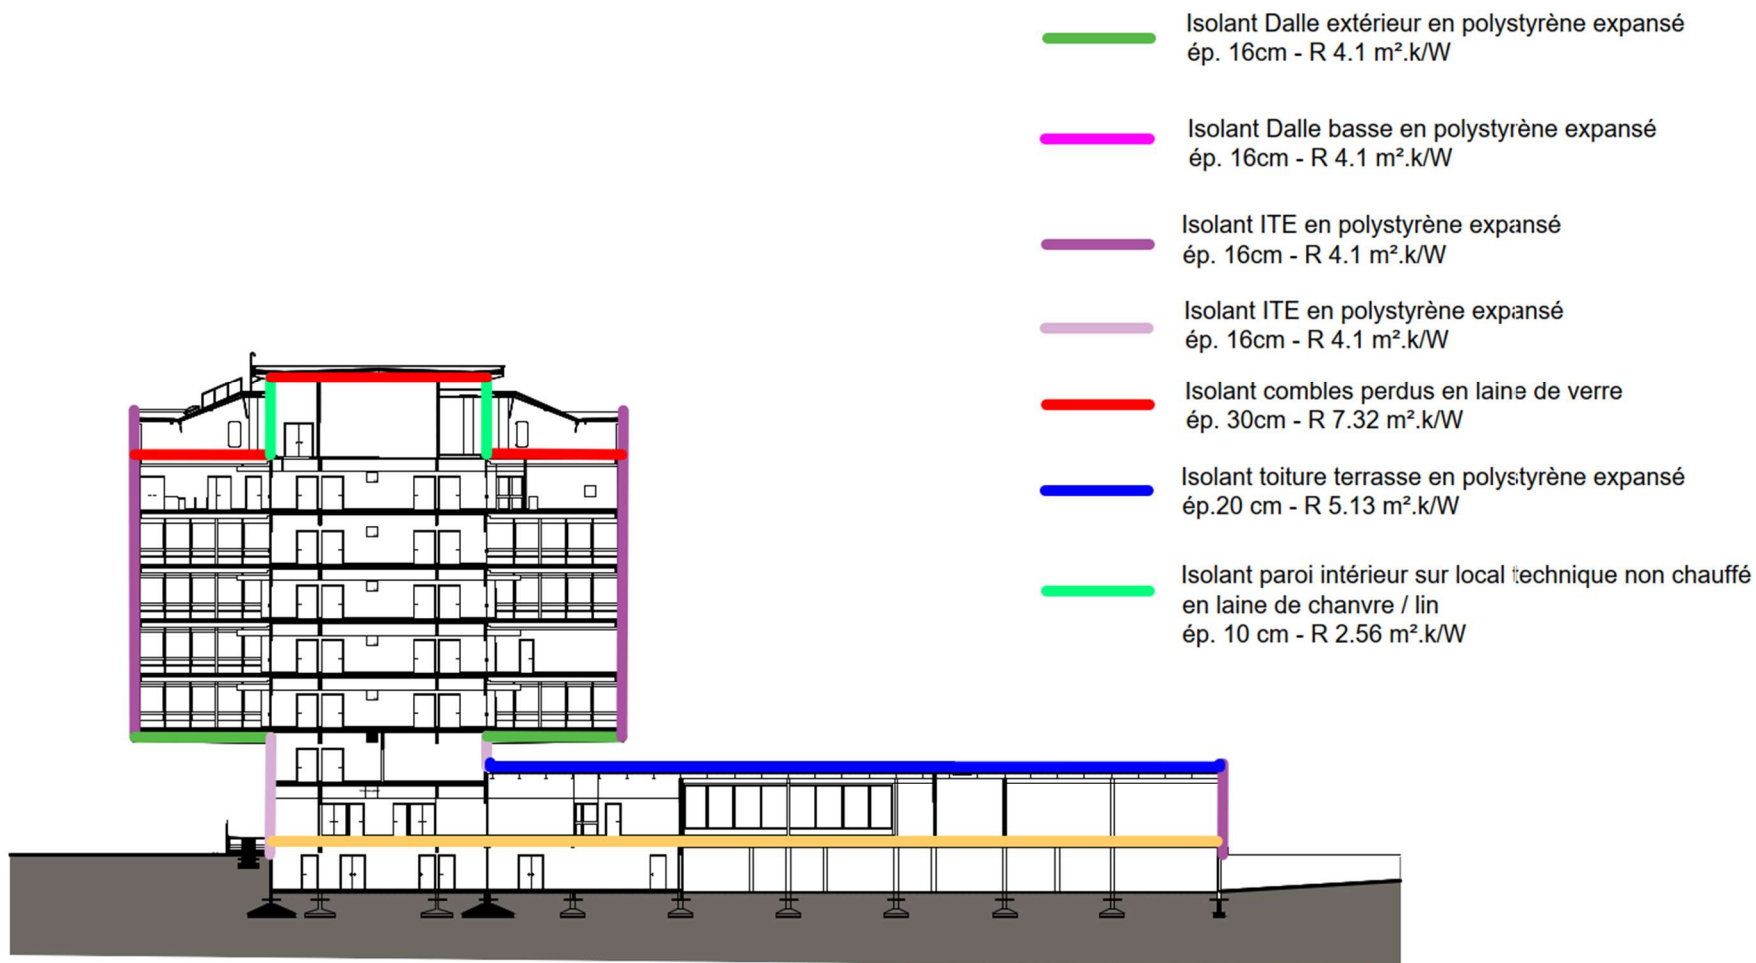 Isolant Dalle extérieur en polystyrène expansé
ép. 16cm - R 4.1 m².k/W
Isolant Dalle basse en polystyrène expansé
ép. 16cm - R 4.1 m².k/W
Isolant ITE en polystyrène expansé
ép. 16cm - R 4.1 m².k/W
Isolant ITE en polystyrène expansé
ép. 16cm - R 4.1 m².k/W
Isolant combles perdus en laine de verre
ép. 30cm - R 7.32 m².k/W
Isolant toiture terrasse en polystyrène expansé
ép.20 cm - R 5.13 m².k/W
Isolant paroi intérieur sur local technique non chauffé
en laine de chanvre / lin
ép. 10 cm - R 2.56 m².k/W